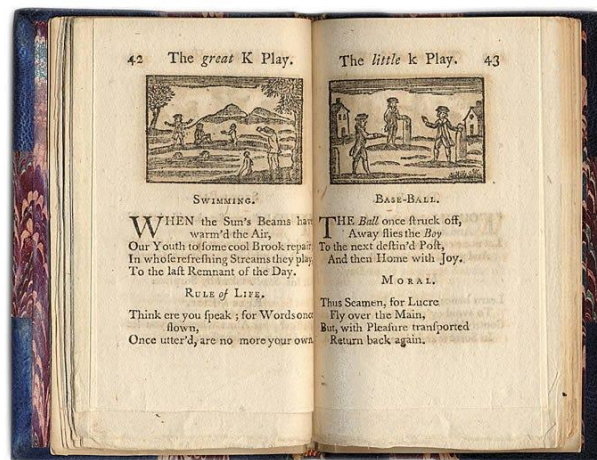 42 The great K Play.
SWIMMING.
WHEN the Sun's Beams have
warm'd the Air,
Our Youth to ſome cool Brook repair
In whoſe refreſhing Streams they play
To the laſt Remnant of the Day.
RULE of LIFE.
Think ere you ſpeak ; for Words once
flown,
Once utter'd, are no more your own
The little k Play. 43
BASE-BALL.
THE Ball once ſtruck off,
Away flies the Boy
To the next deſtin'd Poſt,
And then Home with Joy.
MORAL.
Thus Seamen, for Lucre
Fly over the Main,
But, with Pleaſure tranſported
Return back again.